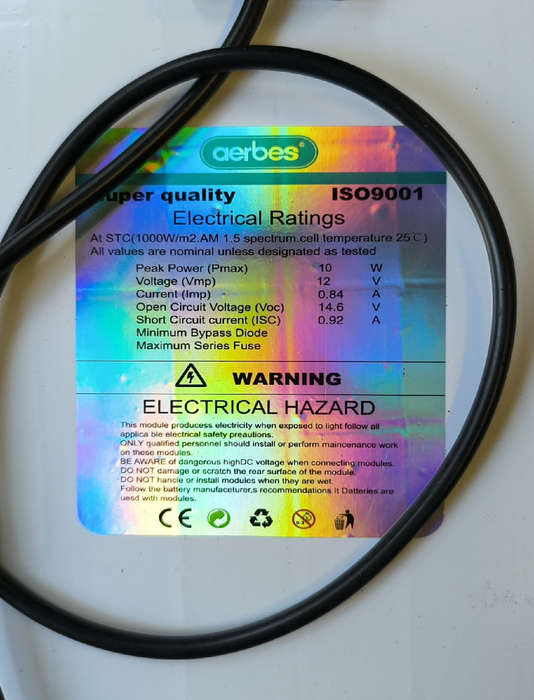 aerbes®
Super quality ISO9001
Electrical Ratings
At STC(1000W/m2.AM 1.5 spectrum.cell temperature 25℃)
All values are nominal unless designated as tested
Peak Power (Pmax) 10 W
Voltage (Vmp) 12 V
Current (Imp) 0.84 A
Open Circuit Voltage (Voc) 14.6 V
Short Circuit current (ISC) 0.92 A
Minimum Bypass Diode
Maximum Series Fuse
WARNING
ELECTRICAL HAZARD
This module producess electricity when exposed to light follow all
applica ble electrical safety preautions.
ONLY qualified personnel should install or perform maincenance work
on these modules.
BE AWARE of dangerous highDC voltage when connecting modules.
DO NOT damage or scratch the rear surface of the module.
DO NOT handle or install modules when they are wet.
Follow the battery manufaceturer,s recommendations It Datteries are
uesd with modules.
CE